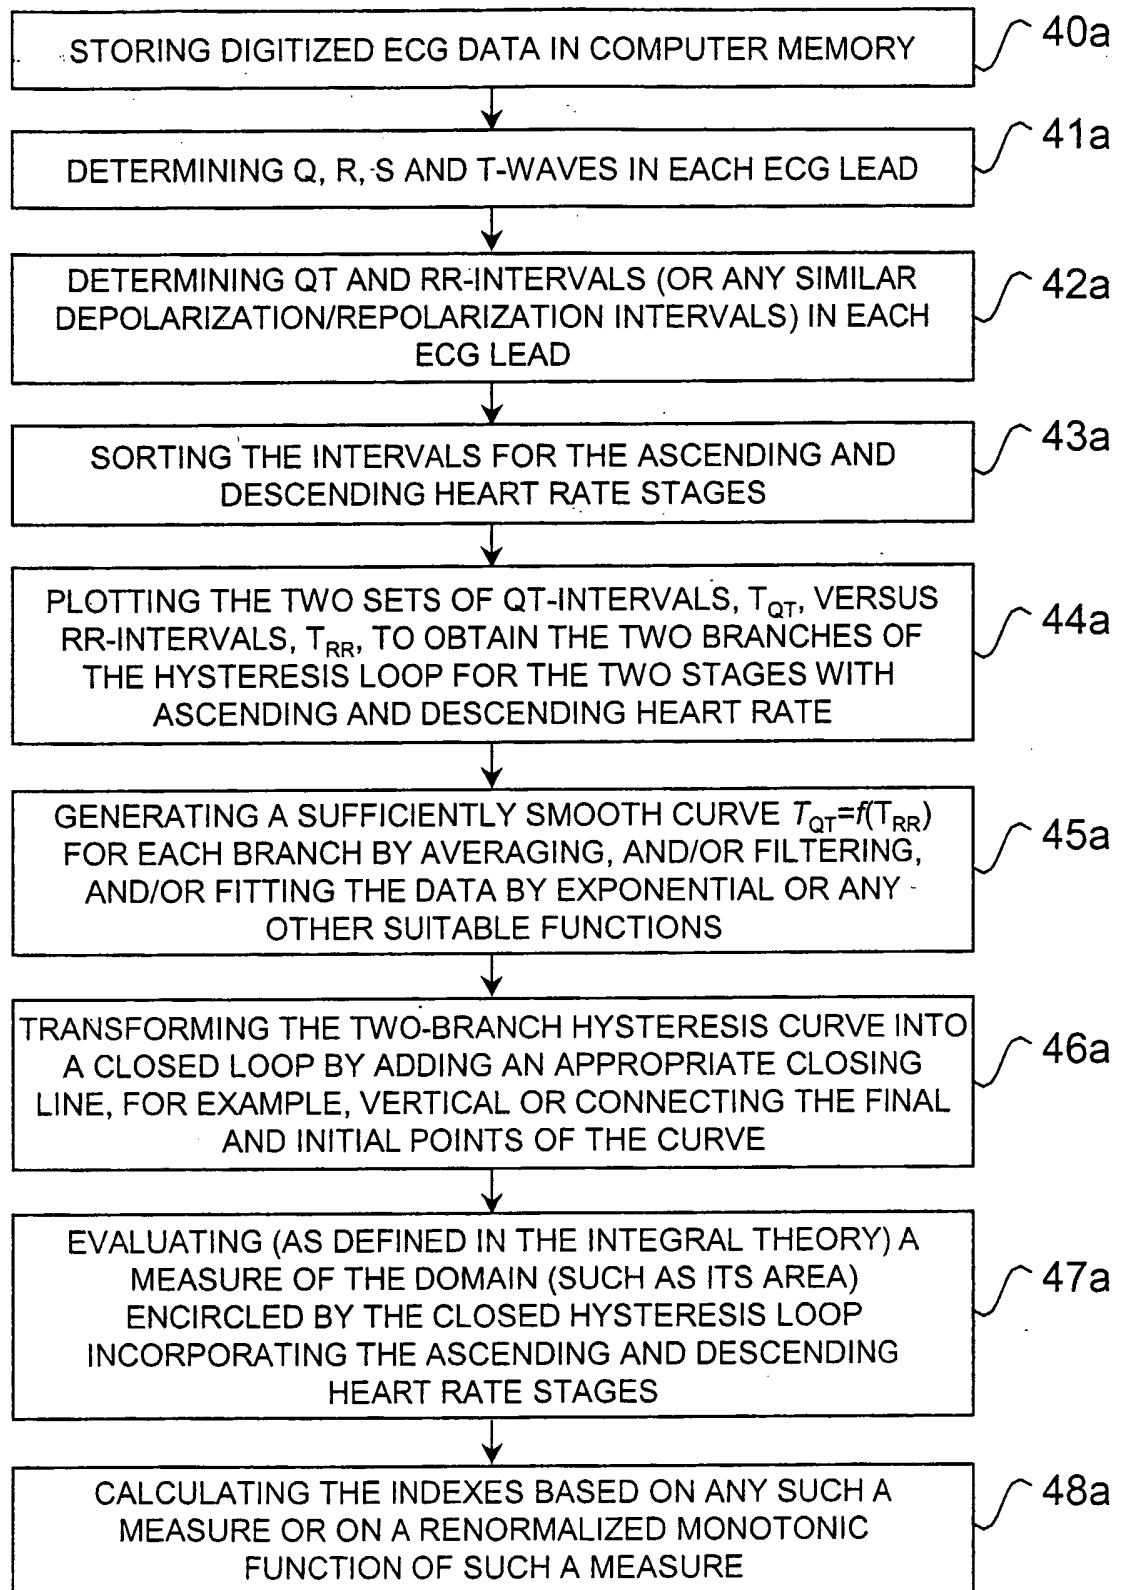 STORING DIGITIZED ECG DATA IN COMPUTER MEMORY
40a
DETERMINING Q, R, S AND T-WAVES IN EACH ECG LEAD
41a
DETERMINING QT AND RR-INTERVALS (OR ANY SIMILAR
DEPOLARIZATION/REPOLARIZATION INTERVALS) IN EACH
ECG LEAD
42a
SORTING THE INTERVALS FOR THE ASCENDING AND
DESCENDING HEART RATE STAGES
43a
PLOTTING THE TWO SETS OF QT-INTERVALS, TQT, VERSUS
RR-INTERVALS, TRR, TO OBTAIN THE TWO BRANCHES OF
THE HYSTERESIS LOOP FOR THE TWO STAGES WITH
ASCENDING AND DESCENDING HEART RATE
44a
GENERATING A SUFFICIENTLY SMOOTH CURVE TQT=f(TRR)
FOR EACH BRANCH BY AVERAGING, AND/OR FILTERING,
AND/OR FITTING THE DATA BY EXPONENTIAL OR ANY
OTHER SUITABLE FUNCTIONS
45a
TRANSFORMING THE TWO-BRANCH HYSTERESIS CURVE INTO
A CLOSED LOOP BY ADDING AN APPROPRIATE CLOSING
LINE, FOR EXAMPLE, VERTICAL OR CONNECTING THE FINAL
AND INITIAL POINTS OF THE CURVE
46a
EVALUATING (AS DEFINED IN THE INTEGRAL THEORY) A
MEASURE OF THE DOMAIN (SUCH AS ITS AREA)
ENCIRCLED BY THE CLOSED HYSTERESIS LOOP
INCORPORATING THE ASCENDING AND DESCENDING
HEART RATE STAGES
47a
CALCULATING THE INDEXES BASED ON ANY SUCH A
MEASURE OR ON A RENORMALIZED MONOTONIC
FUNCTION OF SUCH A MEASURE
48a